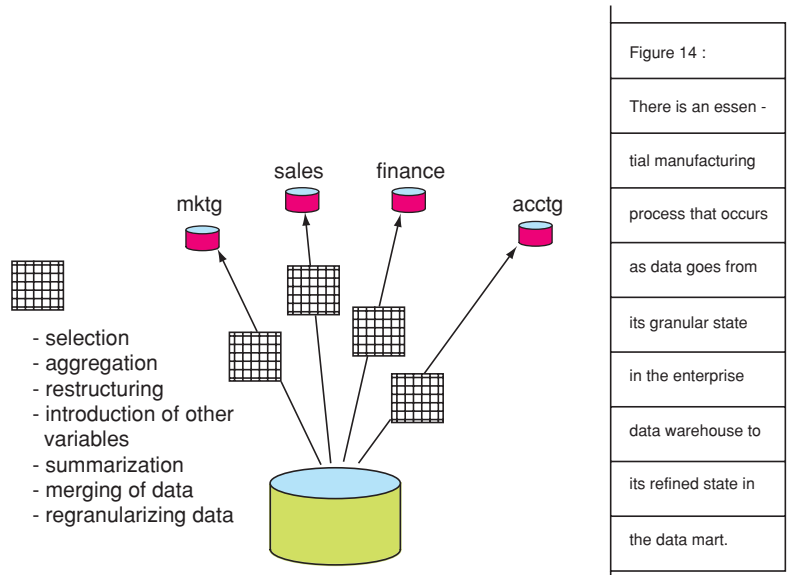 sales
finance
mktg
acctg
- selection
- aggregation
- restructuring
- introduction of other
variables
- summarization
- merging of data
- regranularizing data
Figure 14 :
There is an essen -
tial manufacturing
process that occurs
as data goes from
its granular state
in the enterprise
data warehouse to
its refined state in
the data mart.